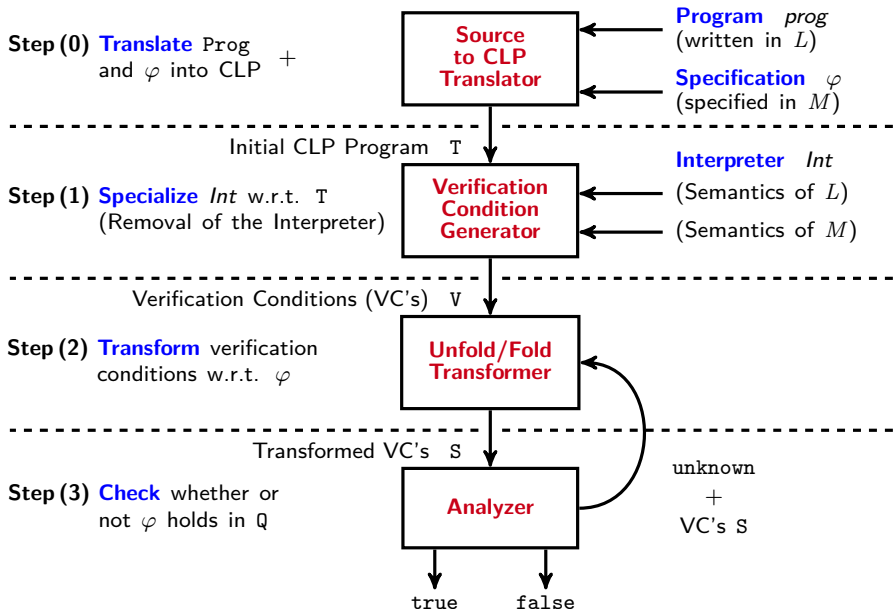 Step (0) Translate Prog
and φ into CLP +
Source
to CLP
Translator
Program prog
(written in L)
Specification φ
(specified in M)
Initial CLP Program T
Step (1) Specialize Int w.r.t. T
(Removal of the Interpreter)
Verification
Condition
Generator
Interpreter Int
(Semantics of L)
(Semantics of M)
Verification Conditions (VC's) V
Step (2) Transform verification
conditions w.r.t. φ
Unfold/Fold
Transformer
Transformed VC's S
Step (3) Check whether or
not φ holds in Q
Analyzer
unknown
+
VC's S
true false